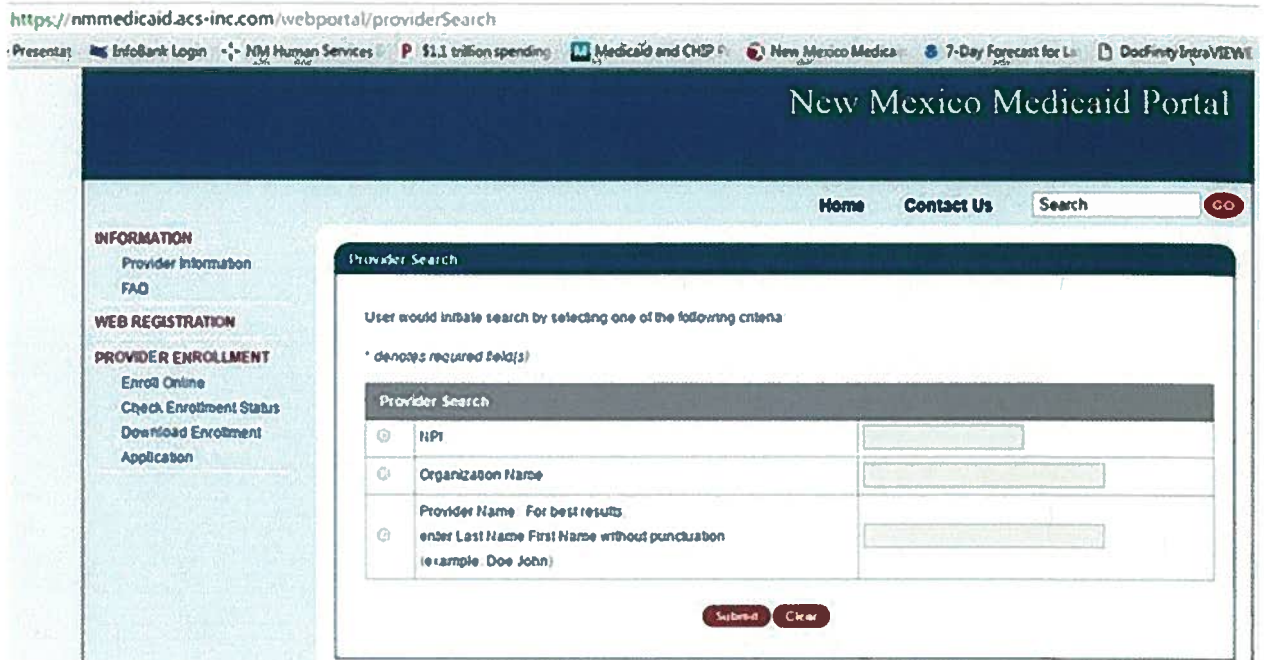 https://nmmedicaid.acs-inc.com/webportal/providerSearch
Presentat InfoBank Login NM Human Services P $1.1 trillion spending M Medicaid and CHIP New Mexico Medica 8 7-Day Forecast for L DocFinity IntraVIEWE
New Mexico Medicaid Portal
Home Contact Us Search GO
INFORMATION
Provider Information
FAQ
WEB REGISTRATION
PROVIDER ENROLLMENT
Enroll Online
Check Enrollment Status
Download Enrollment
Application
Provider Search
User would initiate search by selecting one of the following criteria:
* denotes required field(s)
Provider Search
NPI
Organization Name
Provider Name For best results,
enter Last Name First Name without punctuation
(example: Doe John)
Submit Clear